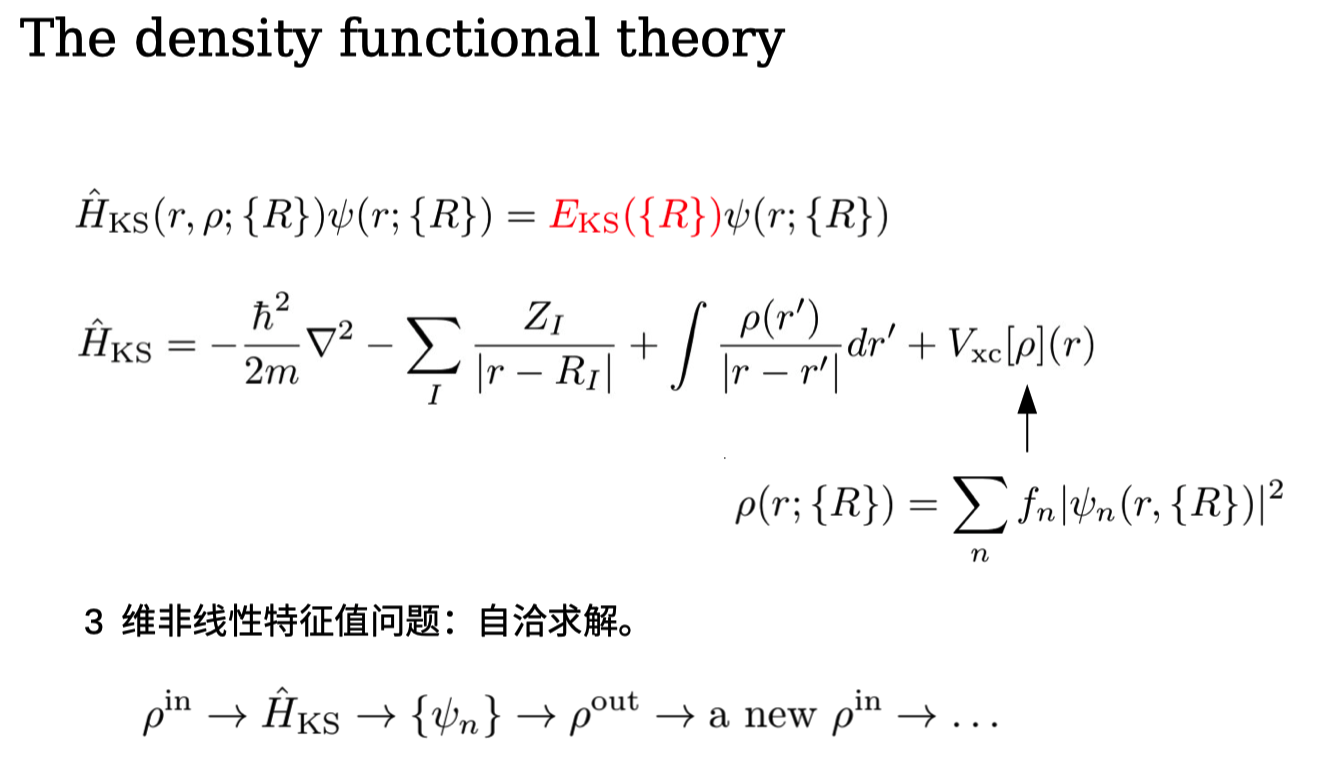 The density functional theory
$\hat{H}_{\mathrm{KS}}(r, \rho; \{R\})\psi(r; \{R\}) = E_{\mathrm{KS}}(\{R\})\psi(r; \{R\})$
$\hat{H}_{\mathrm{KS}} = -\frac{\hbar^2}{2m}\nabla^2 - \sum_I \frac{Z_I}{|r - R_I|} + \int \frac{\rho(r')}{|r - r'|} dr' + V_{\mathrm{xc}}[\rho](r)$
$\rho(r; \{R\}) = \sum_n f_n |\psi_n(r, \{R\})|^2$
3 维非线性特征值问题：自洽求解。
$\rho^{\mathrm{in}} \to \hat{H}_{\mathrm{KS}} \to \{\psi_n\} \to \rho^{\mathrm{out}} \to \text{a new } \rho^{\mathrm{in}} \to \ldots$